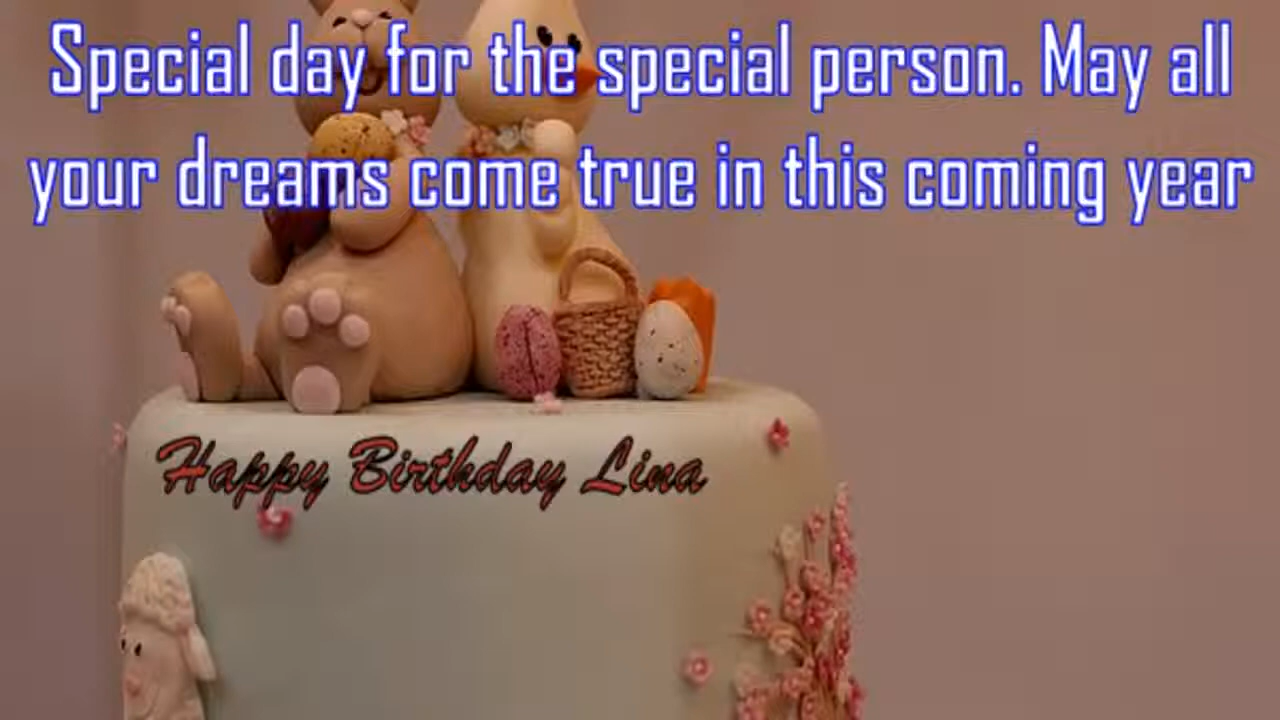 Special day for the special person. May all
your dreams come true in this coming year
Happy Birthday Lina